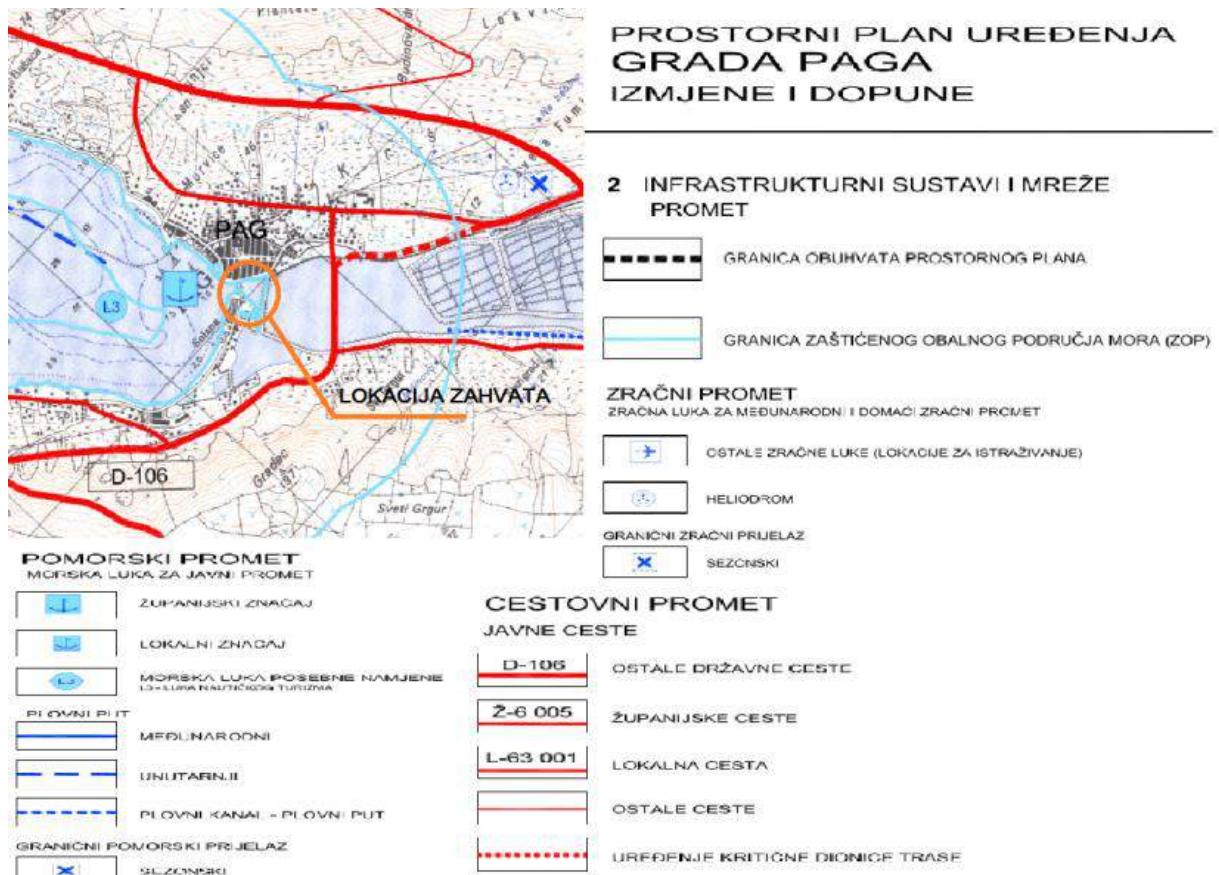 PAG
L3
LOKACIJA ZAHVATA
Solana
Gradec
Sveti Grgur
D-106
PROSTORNI PLAN UREĐENJA
GRADA PAGA
IZMJENE I DOPUNE
2 INFRASTRUKTURNI SUSTAVI I MREŽE
PROMET
GRANICA OBUHVATA PROSTORNOG PLANA
GRANICA ZAŠTIĆENOG OBALNOG PODRUČJA MORA (ZOP)
ZRAČNI PROMET
ZRAČNA LUKA ZA MEĐUNARODNI I DOMAĆI ZRAČNI PROMET
OSTALE ZRAČNE LUKE (LOKACIJE ZA ISTRAŽIVANJE)
HELIODROM
GRANIČNI ZRAČNI PRIJELAZ
SEZONSKI
POMORSKI PROMET
MORSKA LUKA ZA JAVNI PROMET
ŽUPANIJSKI ZNAČAJ
LOKALNI ZNAČAJ
L3
MORSKA LUKA POSEBNE NAMJENE
L3 - LUKA NAUTIČKOG TURIZMA
PLOVNI PUT
MEĐUNARODNI
UNUTARNJI
PLOVNI KANAL - PLOVNI PUT
GRANIČNI POMORSKI PRIJELAZ
SEZONSKI
CESTOVNI PROMET
JAVNE CESTE
D-106 OSTALE DRŽAVNE CESTE
Ž-6 005 ŽUPANIJSKE CESTE
L-63 001 LOKALNA CESTA
OSTALE CESTE
UREĐENJE KRITIČNE DIONICE TRASE